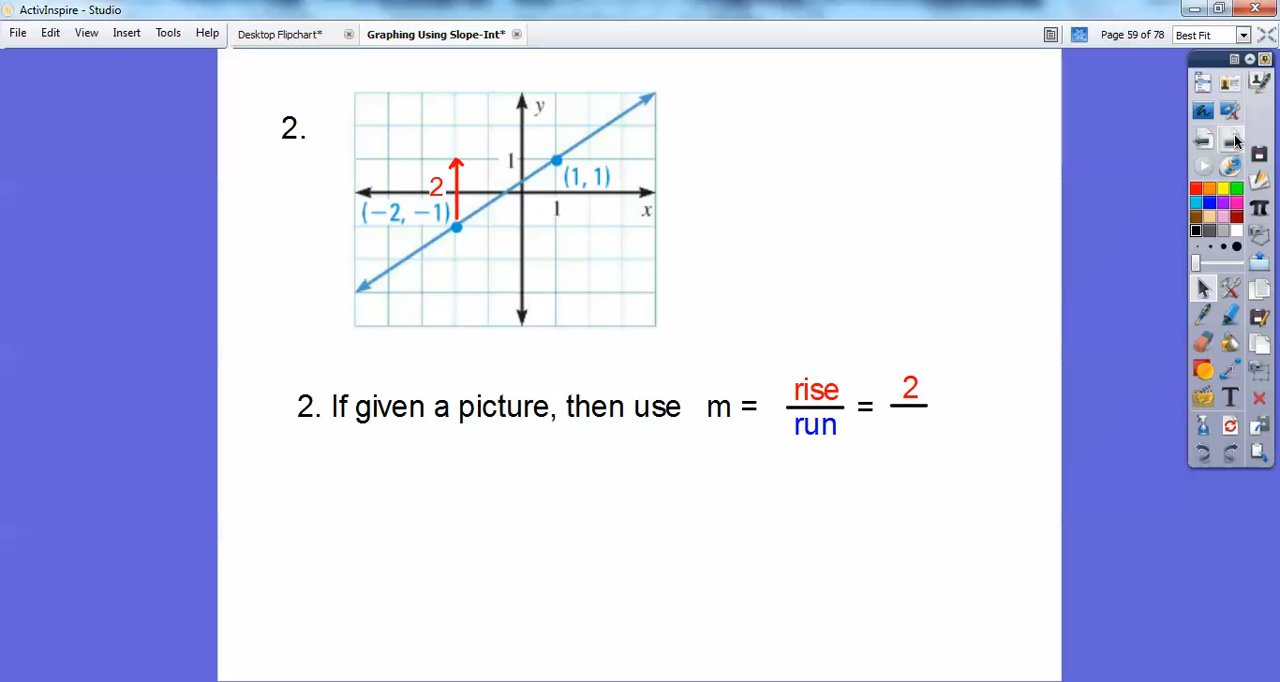 ActivInspire - Studio
File Edit View Insert Tools Help Desktop Flipchart* Graphing Using Slope-Int* Page 59 of 78 Best Fit
2.
y
1
(1, 1)
2
(−2, −1)
1
x
2. If given a picture, then use m = rise/run = 2